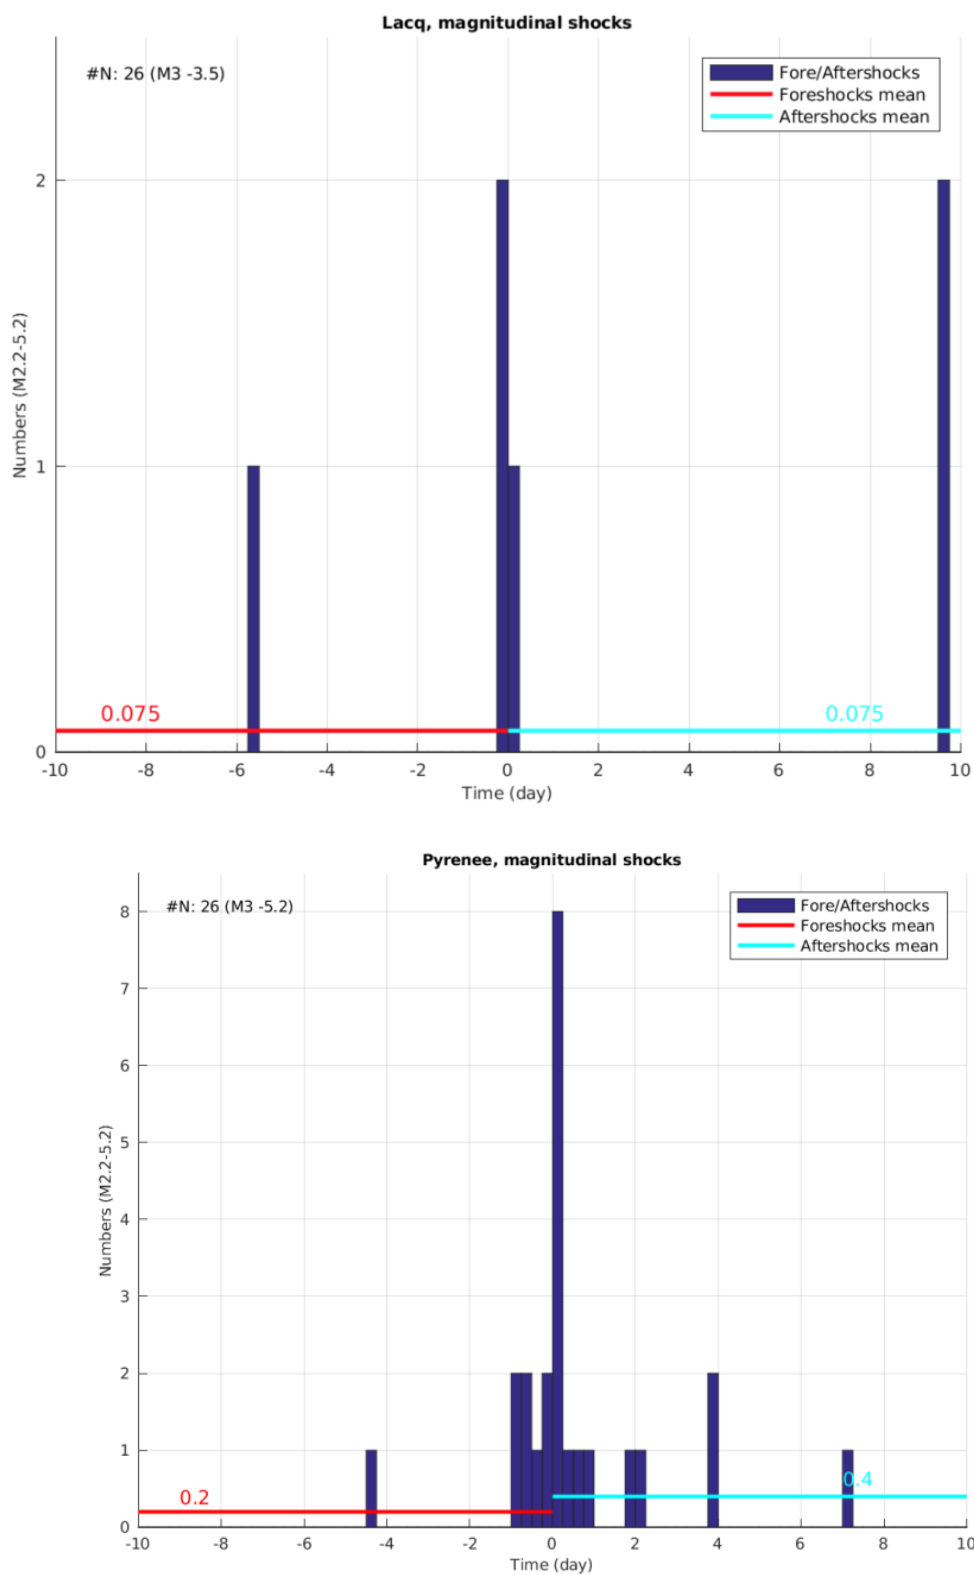 Lacq, magnitudinal shocks
#N: 26 (M3 -3.5)
Fore/Aftershocks
Foreshocks mean
Aftershocks mean
2
1
0
Numbers (M2.2-5.2)
0.075
0.075
-10 -8 -6 -4 -2 0 2 4 6 8 10
Time (day)
Pyrenee, magnitudinal shocks
#N: 26 (M3 -5.2)
Fore/Aftershocks
Foreshocks mean
Aftershocks mean
8
7
6
5
4
3
2
1
0
Numbers (M2.2-5.2)
0.2
0.4
-10 -8 -6 -4 -2 0 2 4 6 8 10
Time (day)